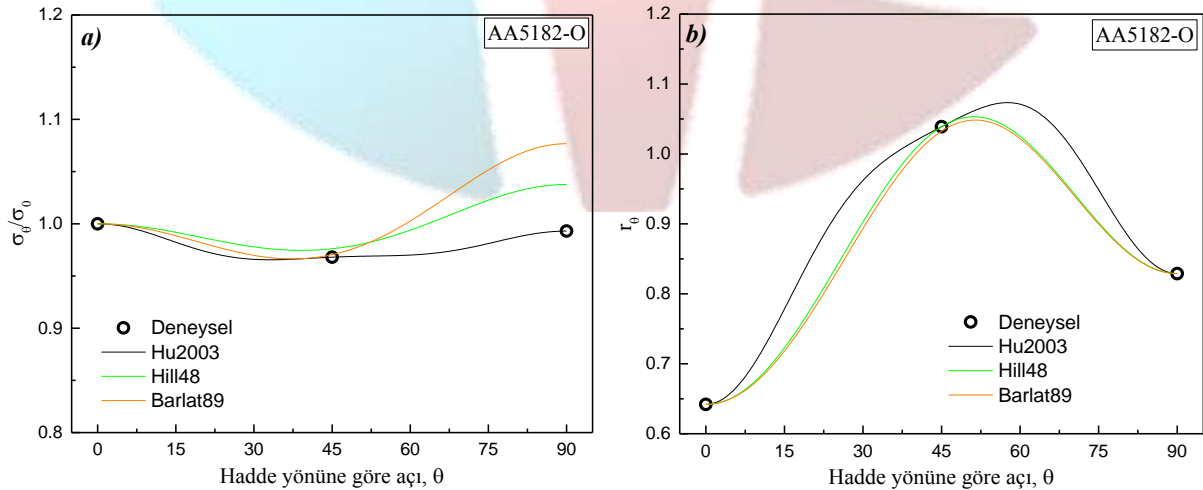 a)
AA5182-O
1.2
1.1
1.0
0.9
0.8
σθ/σ0
Deneysel
Hu2003
Hill48
Barlat89
0 15 30 45 60 75 90
Hadde yönüne göre açı, θ
b)
AA5182-O
1.2
1.1
1.0
0.9
0.8
0.7
0.6
rθ
Deneysel
Hu2003
Hill48
Barlat89
0 15 30 45 60 75 90
Hadde yönüne göre açı, θ